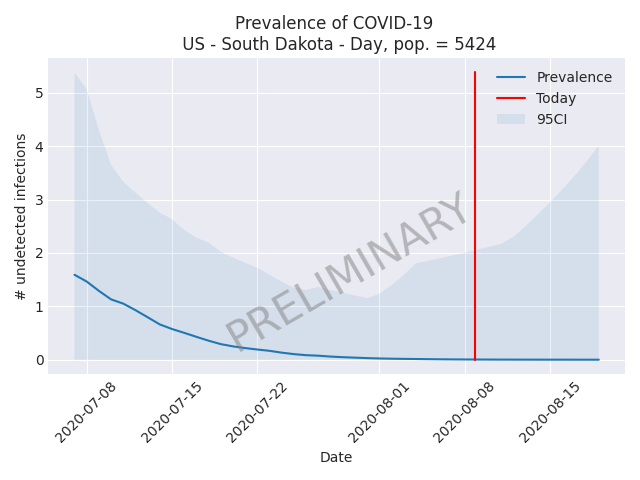 Prevalence of COVID-19
US - South Dakota - Day, pop. = 5424
Prevalence
Today
95CI
# undetected infections
5
4
3
2
1
0
PRELIMINARY
2020-07-08
2020-07-15
2020-07-22
2020-08-01
2020-08-08
2020-08-15
Date